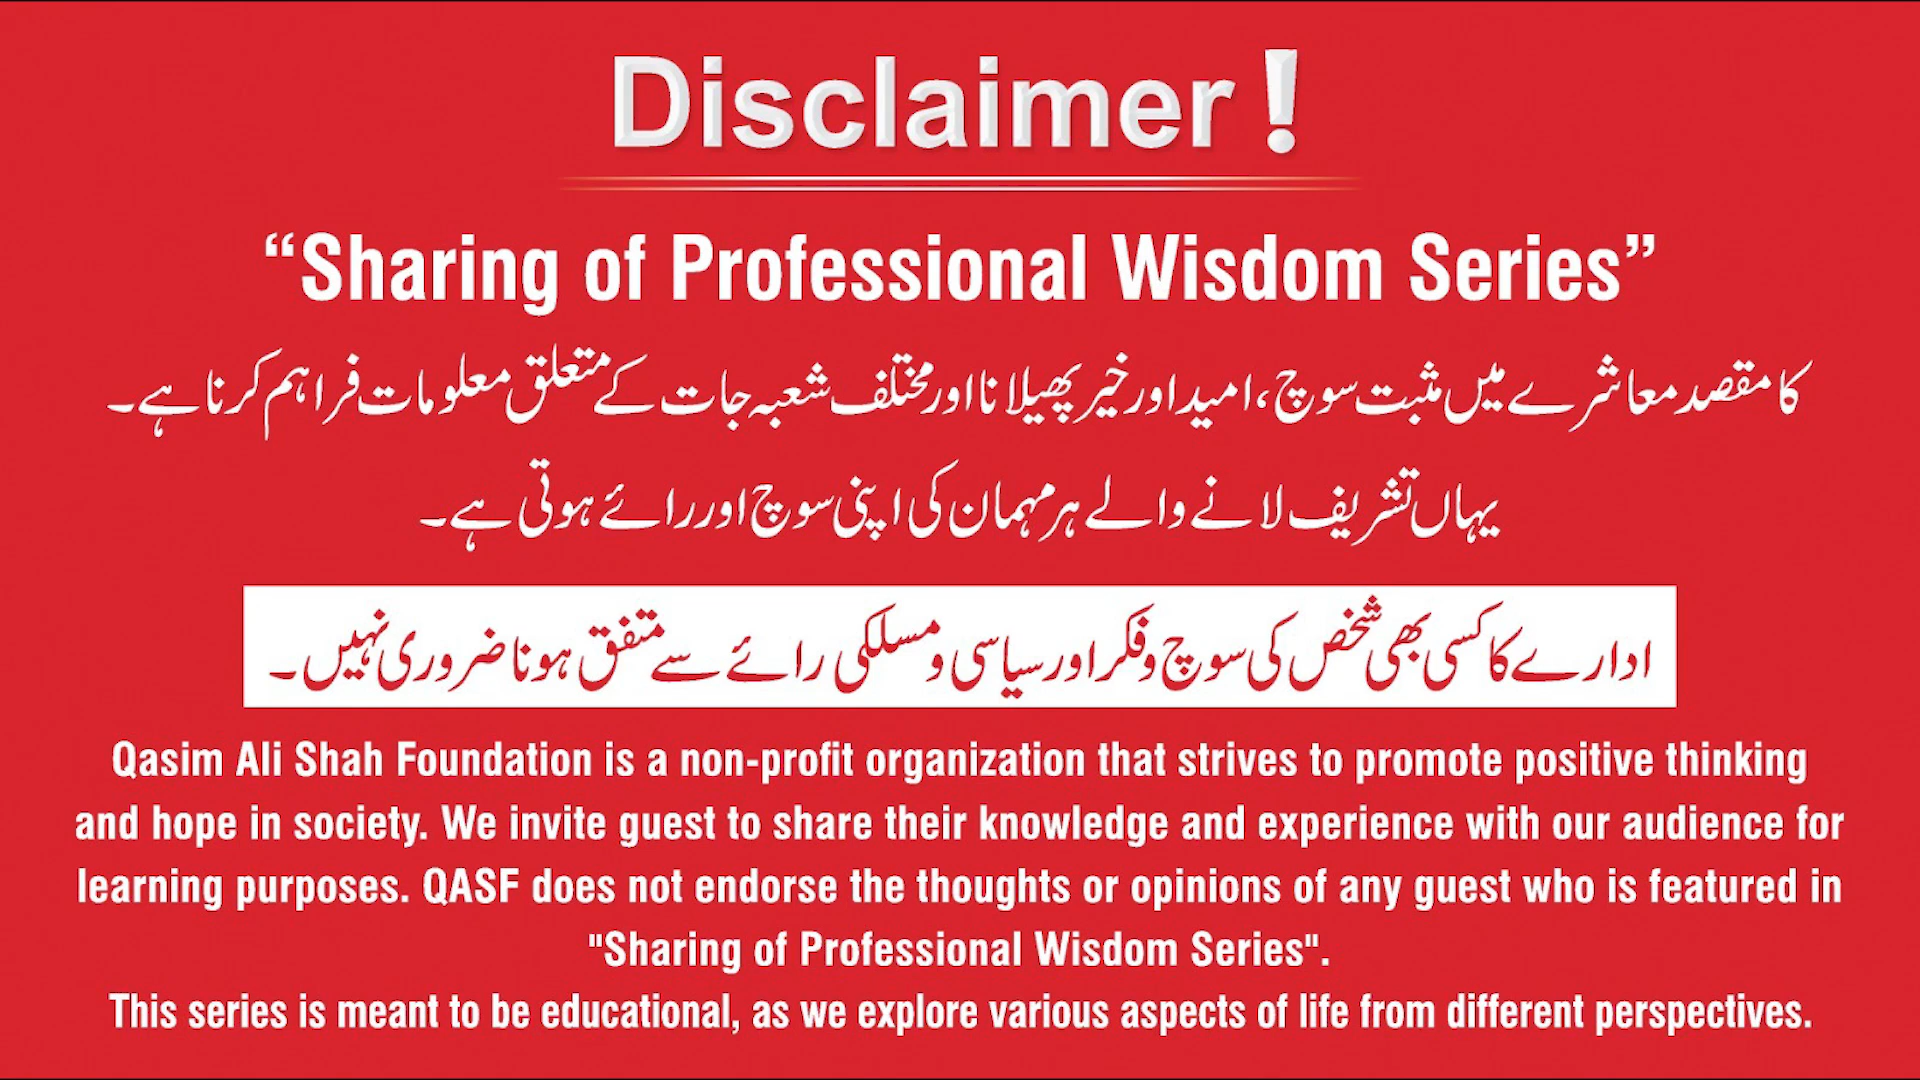 Disclaimer!
“Sharing of Professional Wisdom Series”
کا مقصد معاشرے میں مثبت سوچ، امید اور خیر پھیلانا اور مختلف شعبہ جات کے متعلق معلومات فراہم کرنا ہے۔
یہاں تشریف لانے والے ہر مہمان کی اپنی سوچ اور رائے ہوتی ہے۔
ادارے کا کسی بھی شخص کی سوچ و فکر اور سیاسی و مسلکی رائے سے متفق ہونا ضروری نہیں۔
Qasim Ali Shah Foundation is a non-profit organization that strives to promote positive thinking
and hope in society. We invite guest to share their knowledge and experience with our audience for
learning purposes. QASF does not endorse the thoughts or opinions of any guest who is featured in
"Sharing of Professional Wisdom Series".
This series is meant to be educational, as we explore various aspects of life from different perspectives.